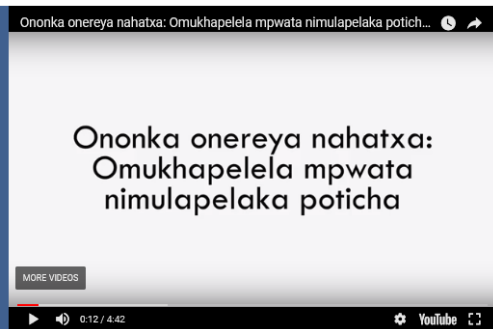 Ononka onereya nahatxa: Omukhapelela mpwata nimulapelaka potich...
Ononka onereya nahatxa:
Omukhapelela mpwata
nimulapelaka poticha
MORE VIDEOS
0:12 / 4:42
YouTube